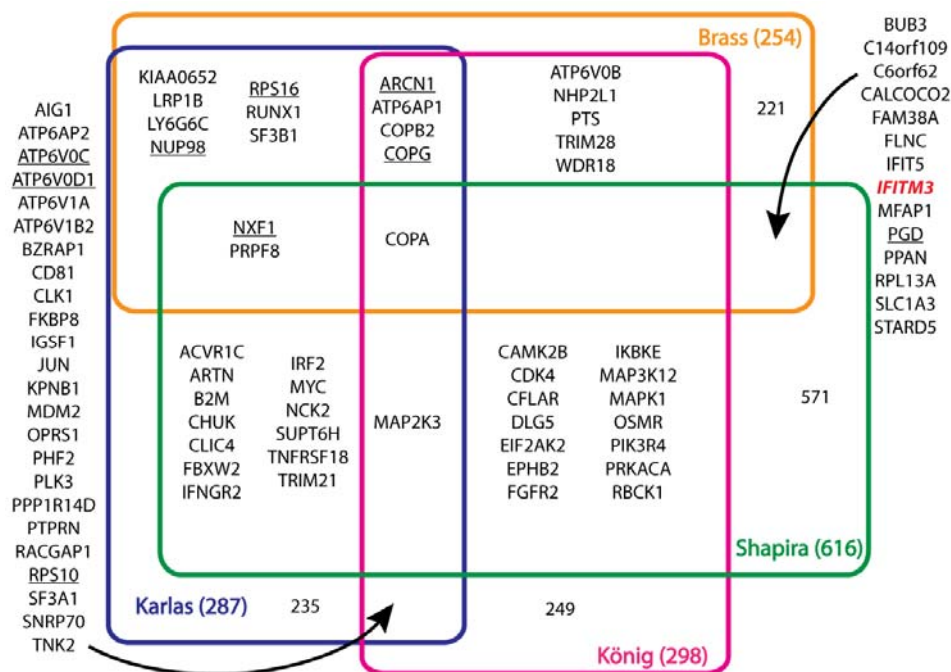 Brass (254)
221
KIAA0652
LRP1B
LY6G6C
NUP98
RPS16
RUNX1
SF3B1
ARCN1
ATP6AP1
COPB2
COPG
ATP6V0B
NHP2L1
PTS
TRIM28
WDR18
BUB3
C14orf109
C6orf62
CALCOCO2
FAM38A
FLNC
IFIT5
IFITM3
MFAP1
PGD
PPAN
RPL13A
SLC1A3
STARD5
AIG1
ATP6AP2
ATP6V0C
ATP6V0D1
ATP6V1A
ATP6V1B2
BZRAP1
CD81
CLK1
FKBP8
IGSF1
JUN
KPNB1
MDM2
OPRS1
PHF2
PLK3
PPP1R14D
PTPRN
RACGAP1
RPS10
SF3A1
SNRP70
TNK2
NXF1
PRPF8
COPA
ACVR1C
ARTN
B2M
CHUK
CLIC4
FBXW2
IFNGR2
IRF2
MYC
NCK2
SUPT6H
TNFRSF18
TRIM21
MAP2K3
CAMK2B
CDK4
CFLAR
DLG5
EIF2AK2
EPHB2
FGFR2
IKBKE
MAP3K12
MAPK1
OSMR
PIK3R4
PRKACA
RBCK1
571
Shapira (616)
Karlas (287)
235
249
König (298)